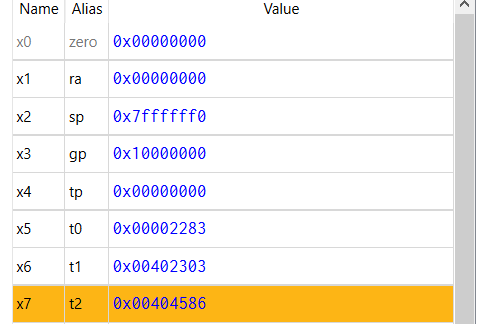 Name Alias Value
x0 zero 0x00000000
x1 ra 0x00000000
x2 sp 0x7ffffff0
x3 gp 0x10000000
x4 tp 0x00000000
x5 t0 0x00002283
x6 t1 0x00402303
x7 t2 0x00404586